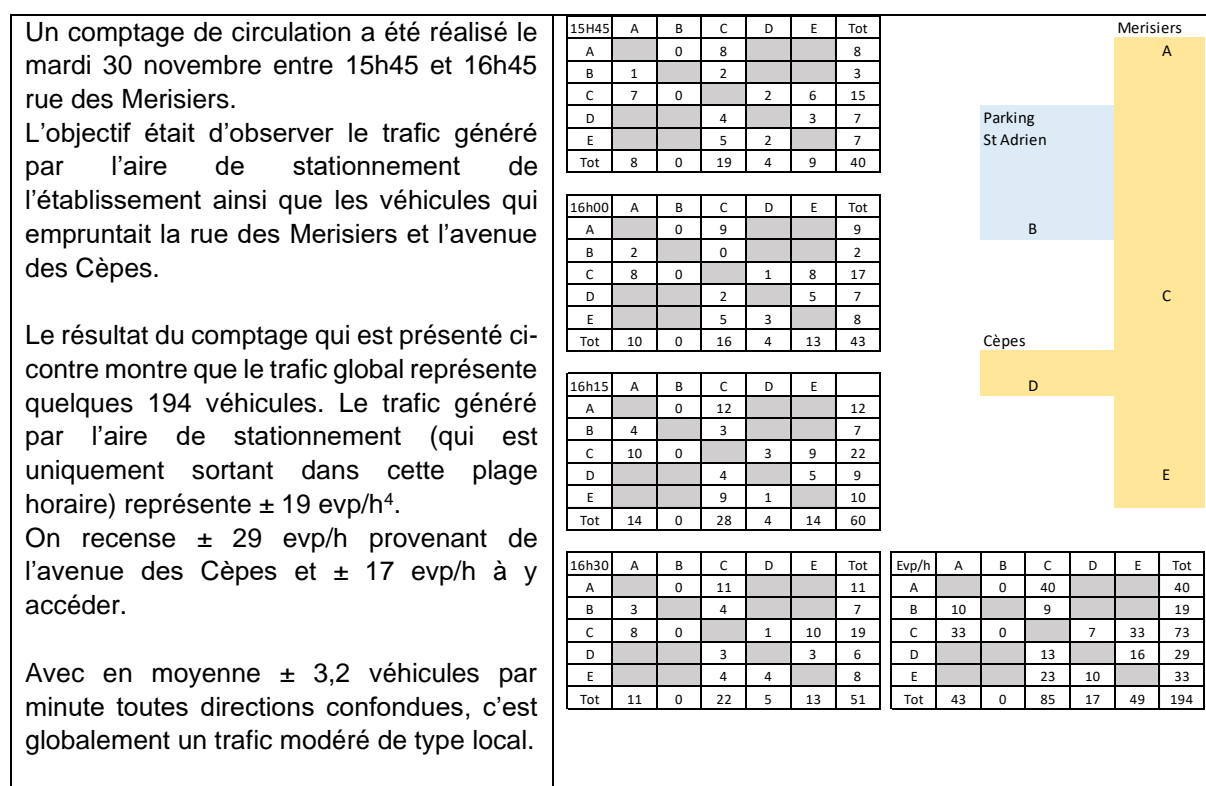 Un comptage de circulation a été réalisé le
mardi 30 novembre entre 15h45 et 16h45
rue des Merisiers.
L’objectif était d’observer le trafic généré
par l’aire de stationnement de
l’établissement ainsi que les véhicules qui
empruntait la rue des Merisiers et l’avenue
des Cèpes.
Le résultat du comptage qui est présenté ci-
contre montre que le trafic global représente
quelques 194 véhicules. Le trafic généré
par l’aire de stationnement (qui est
uniquement sortant dans cette plage
horaire) représente ± 19 evp/h⁴.
On recense ± 29 evp/h provenant de
l’avenue des Cèpes et ± 17 evp/h à y
accéder.
Avec en moyenne ± 3,2 véhicules par
minute toutes directions confondues, c’est
globalement un trafic modéré de type local.
15H45 A B C D E Tot
A 0 8 8
B 1 2 3
C 7 0 2 6 15
D 4 3 7
E 5 2 7
Tot 8 0 19 4 9 40
16h00 A B C D E Tot
A 0 9 9
B 2 0 2
C 8 0 1 8 17
D 2 5 7
E 5 3 8
Tot 10 0 16 4 13 43
16h15 A B C D E
A 0 12 12
B 4 3 7
C 10 0 3 9 22
D 4 5 9
E 9 1 10
Tot 14 0 28 4 14 60
16h30 A B C D E Tot
A 0 11 11
B 3 4 7
C 8 0 1 10 19
D 3 3 6
E 4 4 8
Tot 11 0 22 5 13 51
Evp/h A B C D E Tot
A 0 40 40
B 10 9 19
C 33 0 7 33 73
D 13 16 29
E 23 10 33
Tot 43 0 85 17 49 194
Merisiers
A
Parking
St Adrien
B
C
Cèpes
D
E